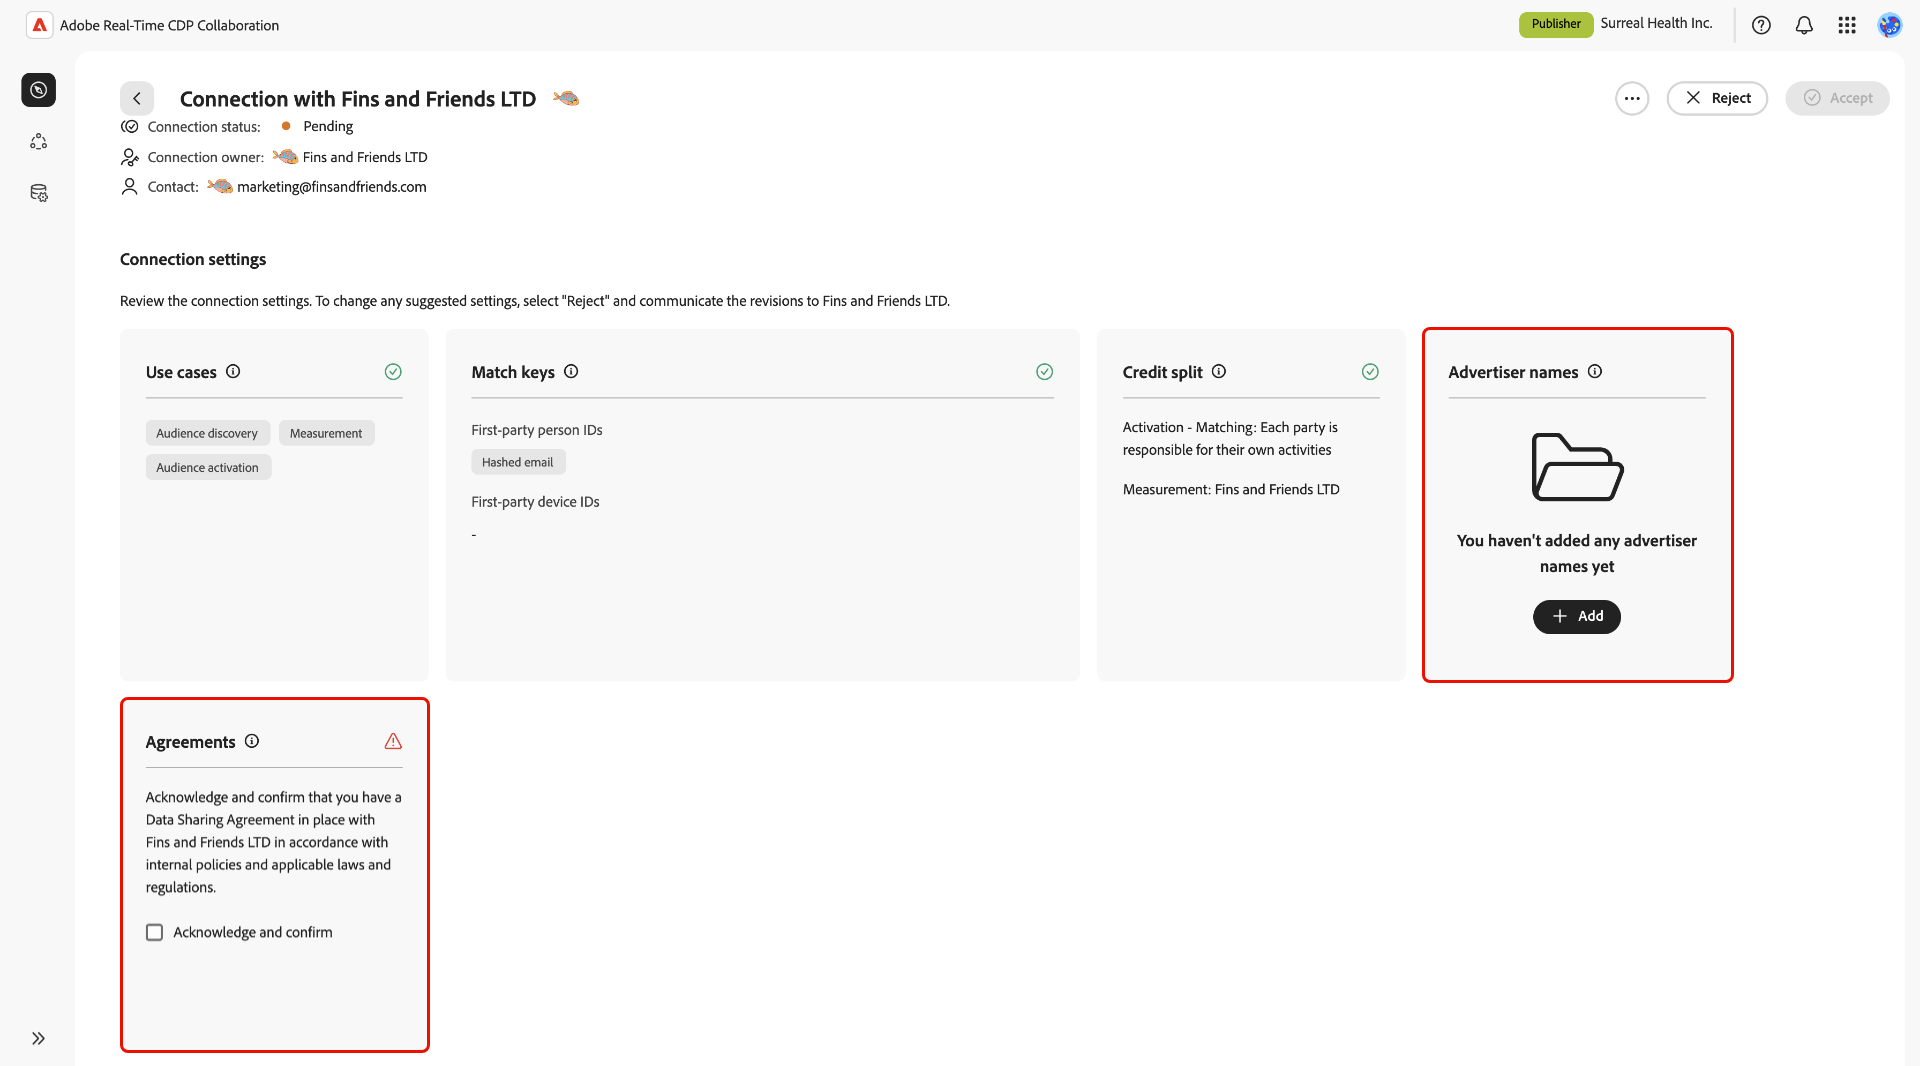 Adobe Real-Time CDP Collaboration
Publisher
Surreal Health Inc.
Connection with Fins and Friends LTD
Reject
Accept
Connection status: Pending
Connection owner: Fins and Friends LTD
Contact: marketing@finsandfriends.com
Connection settings
Review the connection settings. To change any suggested settings, select "Reject" and communicate the revisions to Fins and Friends LTD.
Use cases
Audience discovery
Measurement
Audience activation
Match keys
First-party person IDs
Hashed email
First-party device IDs
-
Credit split
Activation - Matching: Each party is
responsible for their own activities
Measurement: Fins and Friends LTD
Advertiser names
You haven't added any advertiser
names yet
Add
Agreements
Acknowledge and confirm that you have a
Data Sharing Agreement in place with
Fins and Friends LTD in accordance with
internal policies and applicable laws and
regulations.
Acknowledge and confirm